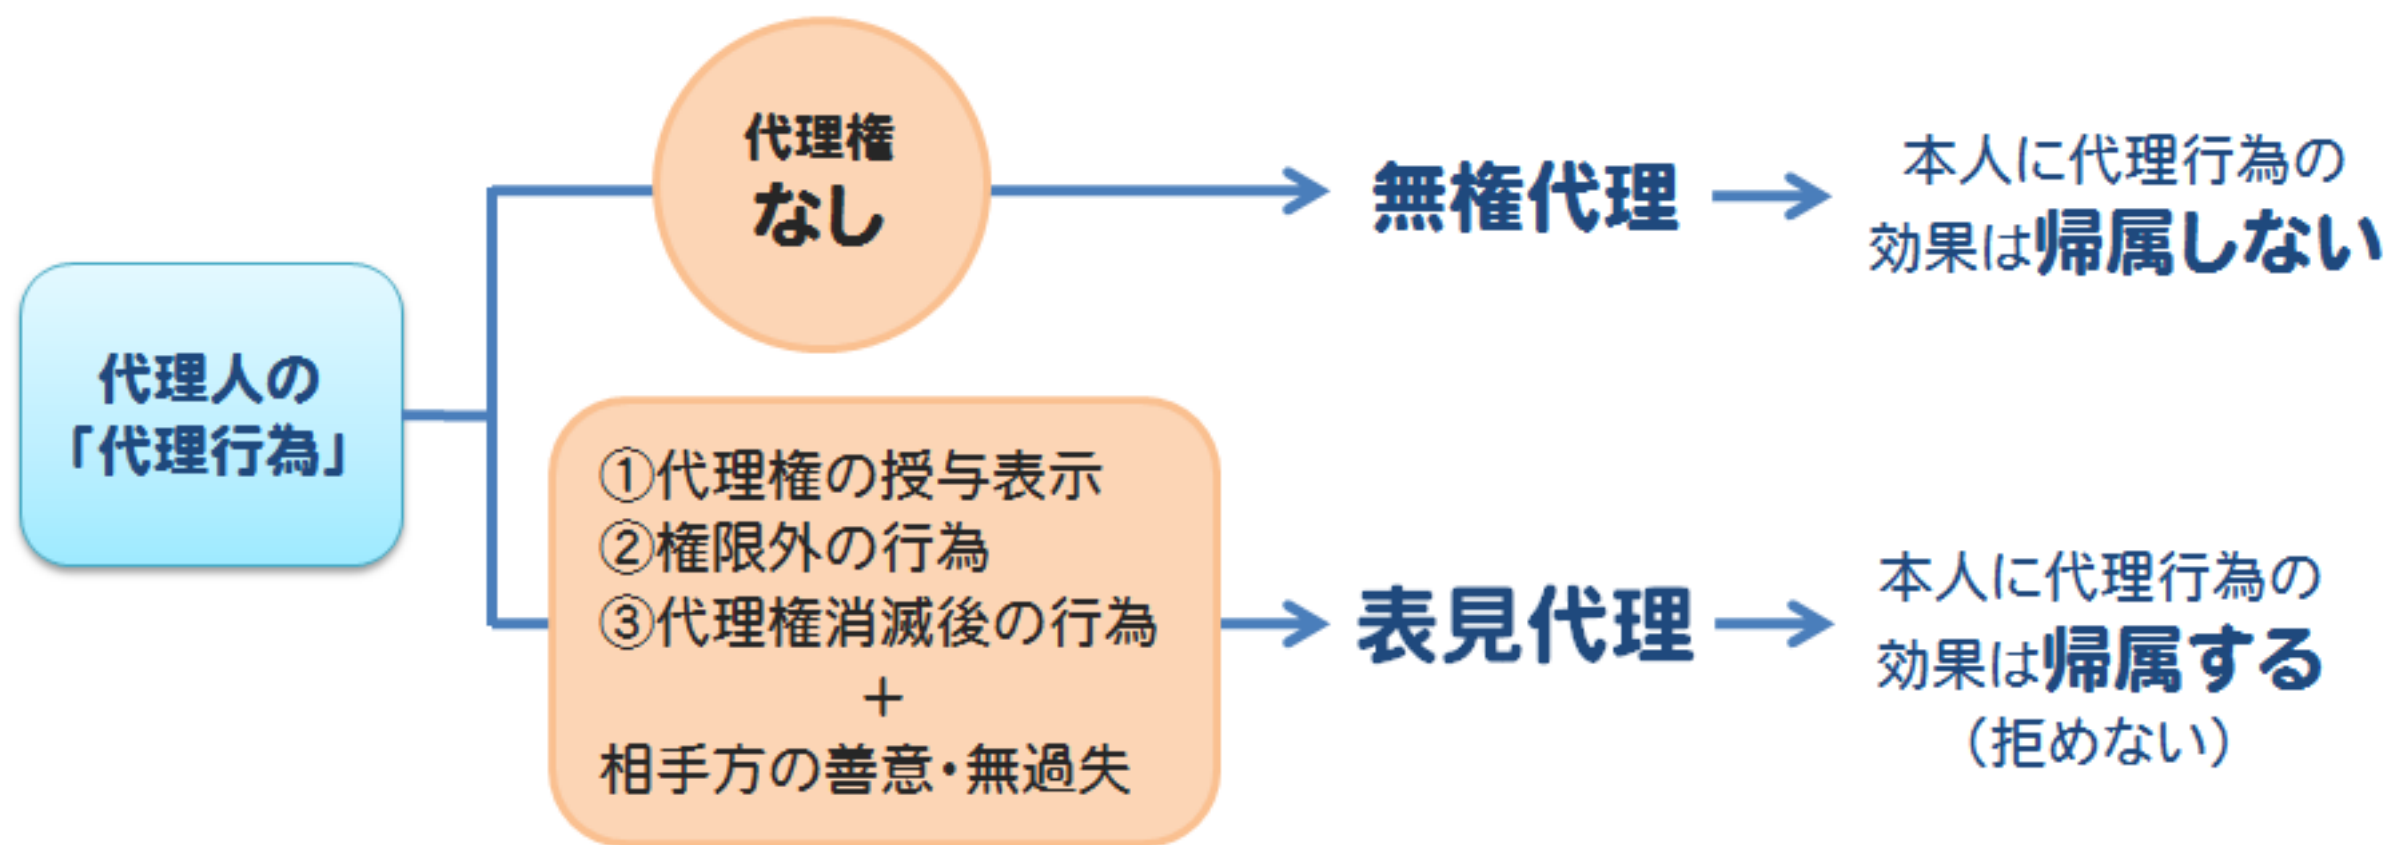 代理人の
「代理行為」
代理権
なし
無権代理
本人に代理行為の
効果は帰属しない
①代理権の授与表示
②権限外の行為
③代理権消滅後の行為
＋
相手方の善意・無過失
表見代理
本人に代理行為の
効果は帰属する
（拒めない）